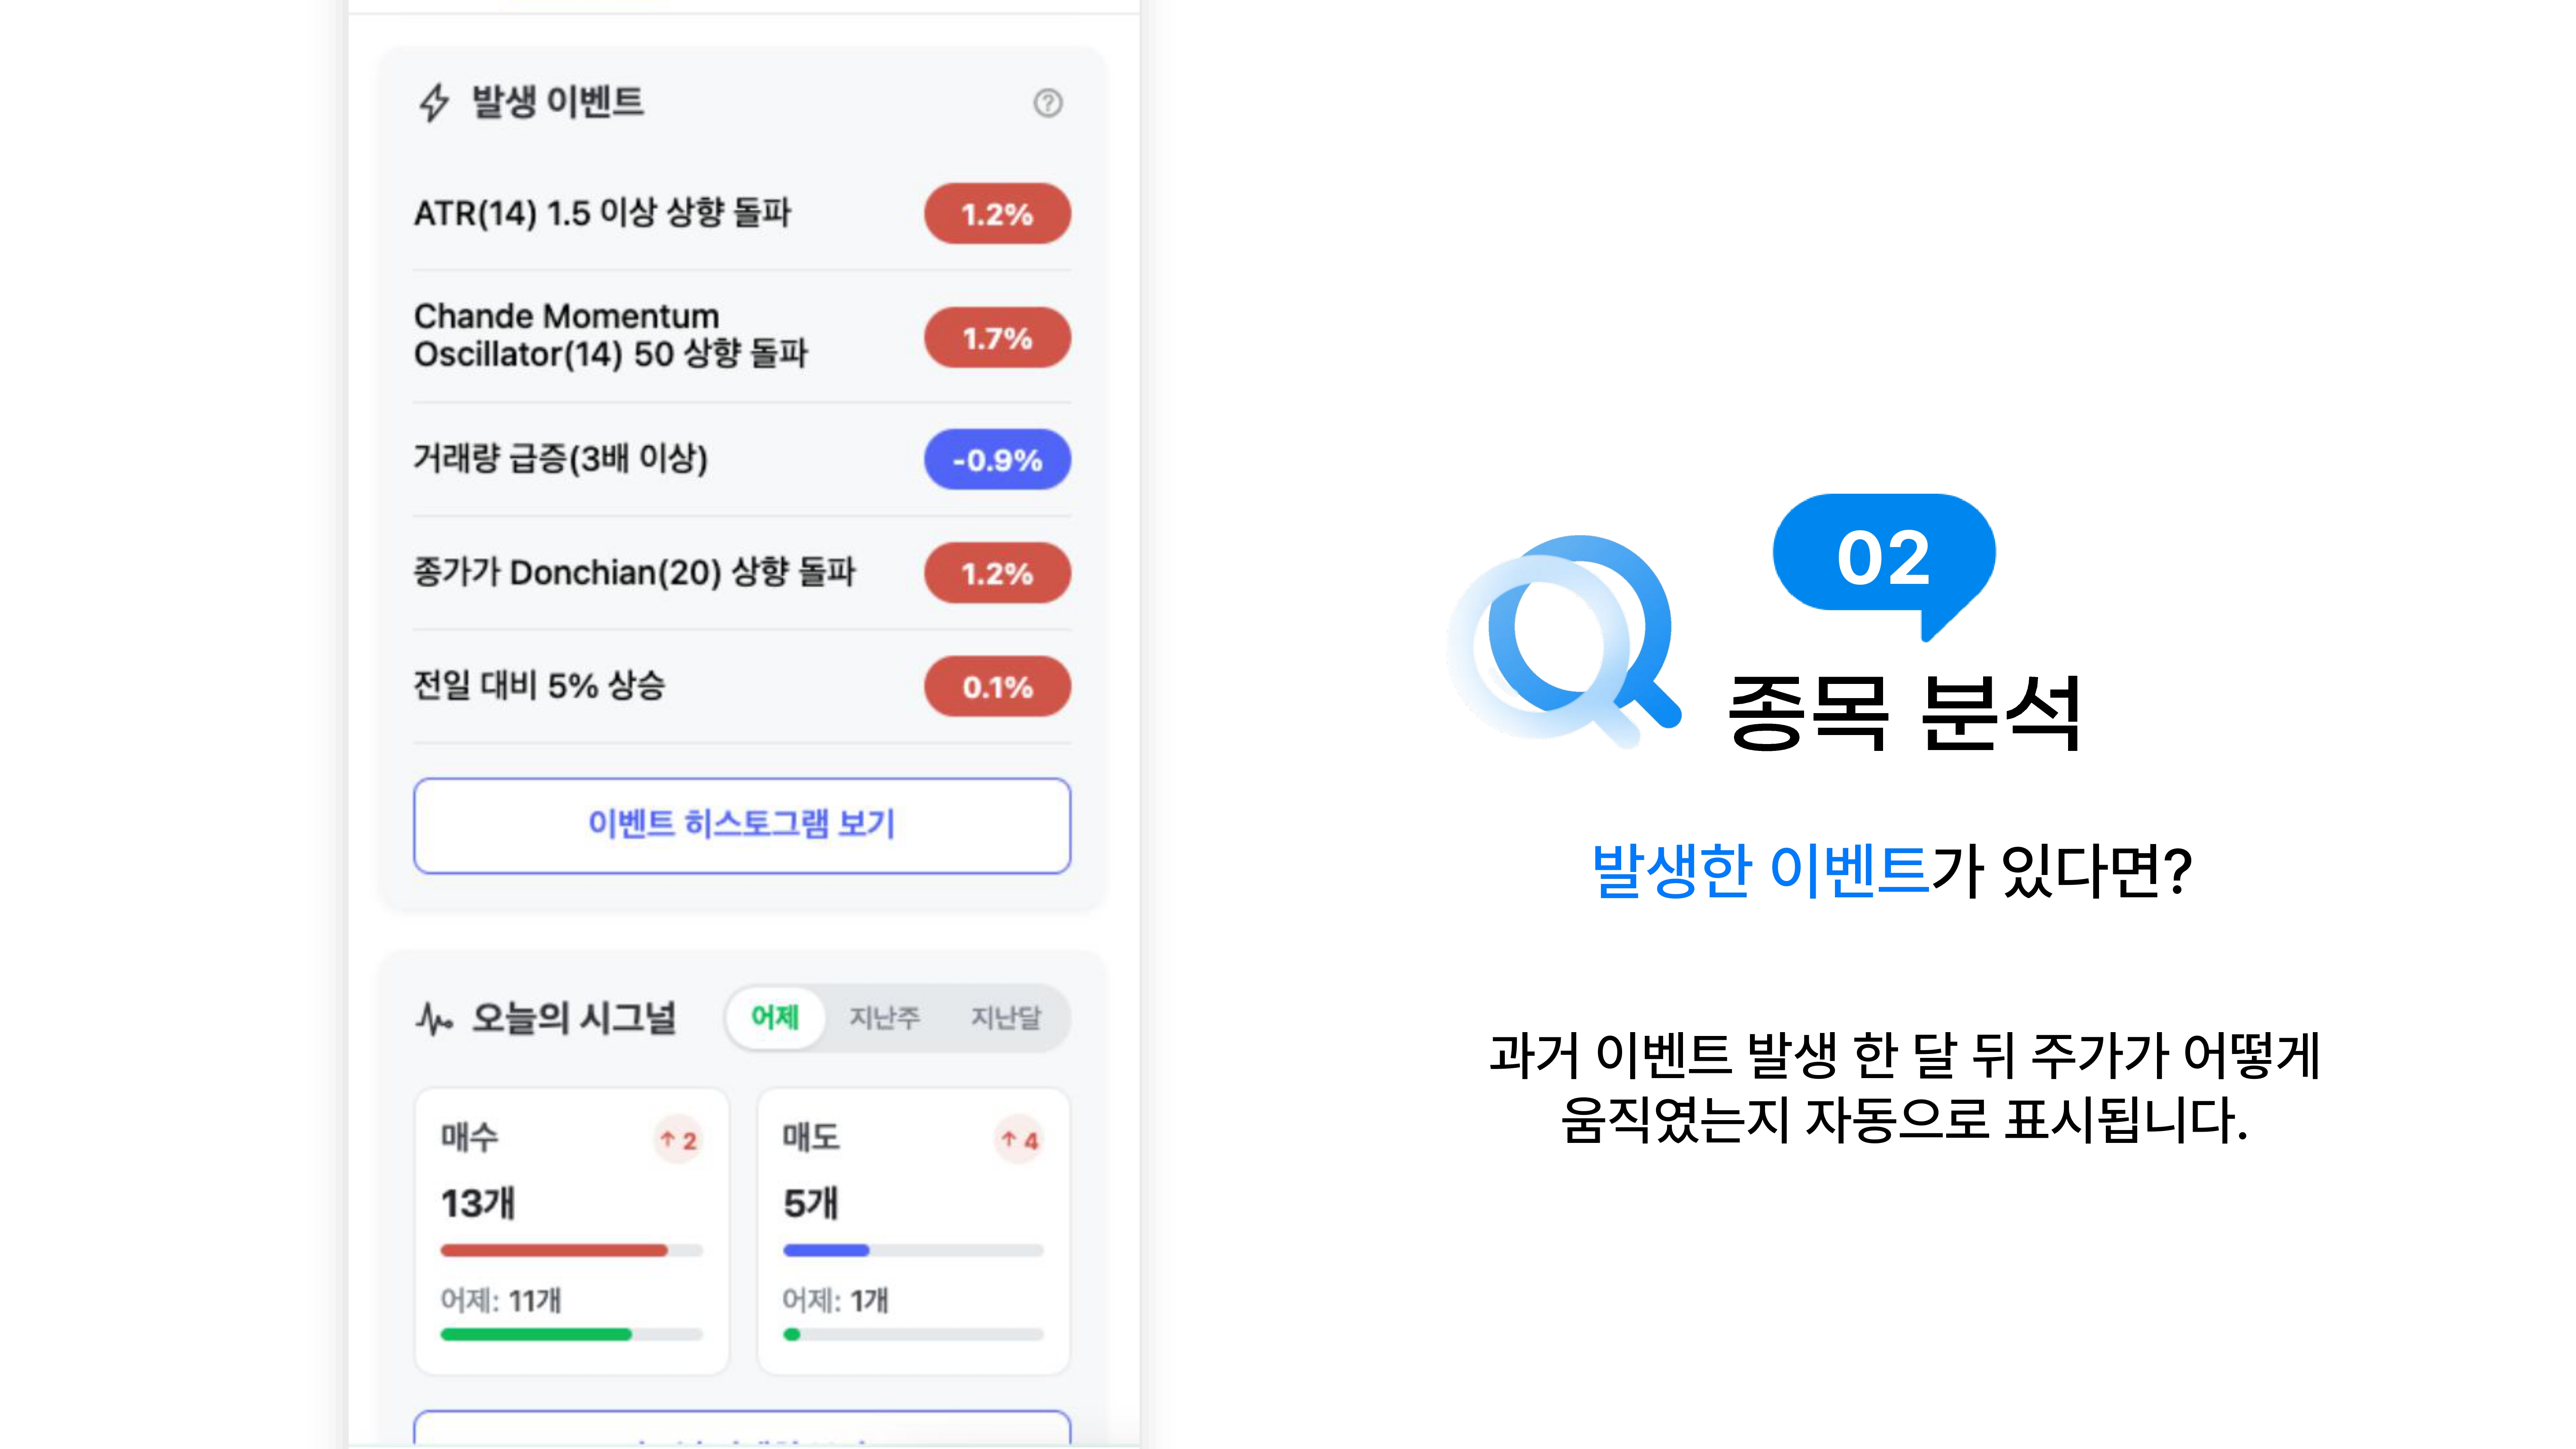 발생 이벤트
ATR(14) 1.5 이상 상향 돌파
1.2%
Chande Momentum
Oscillator(14) 50 상향 돌파
1.7%
거래량 급증(3배 이상)
-0.9%
종가가 Donchian(20) 상향 돌파
1.2%
전일 대비 5% 상승
0.1%
이벤트 히스토그램 보기
오늘의 시그널
어제 지난주 지난달
매수
↑ 2
13개
어제: 11개
매도
↑ 4
5개
어제: 1개
02
종목 분석
발생한 이벤트가 있다면?
과거 이벤트 발생 한 달 뒤 주가가 어떻게
움직였는지 자동으로 표시됩니다.